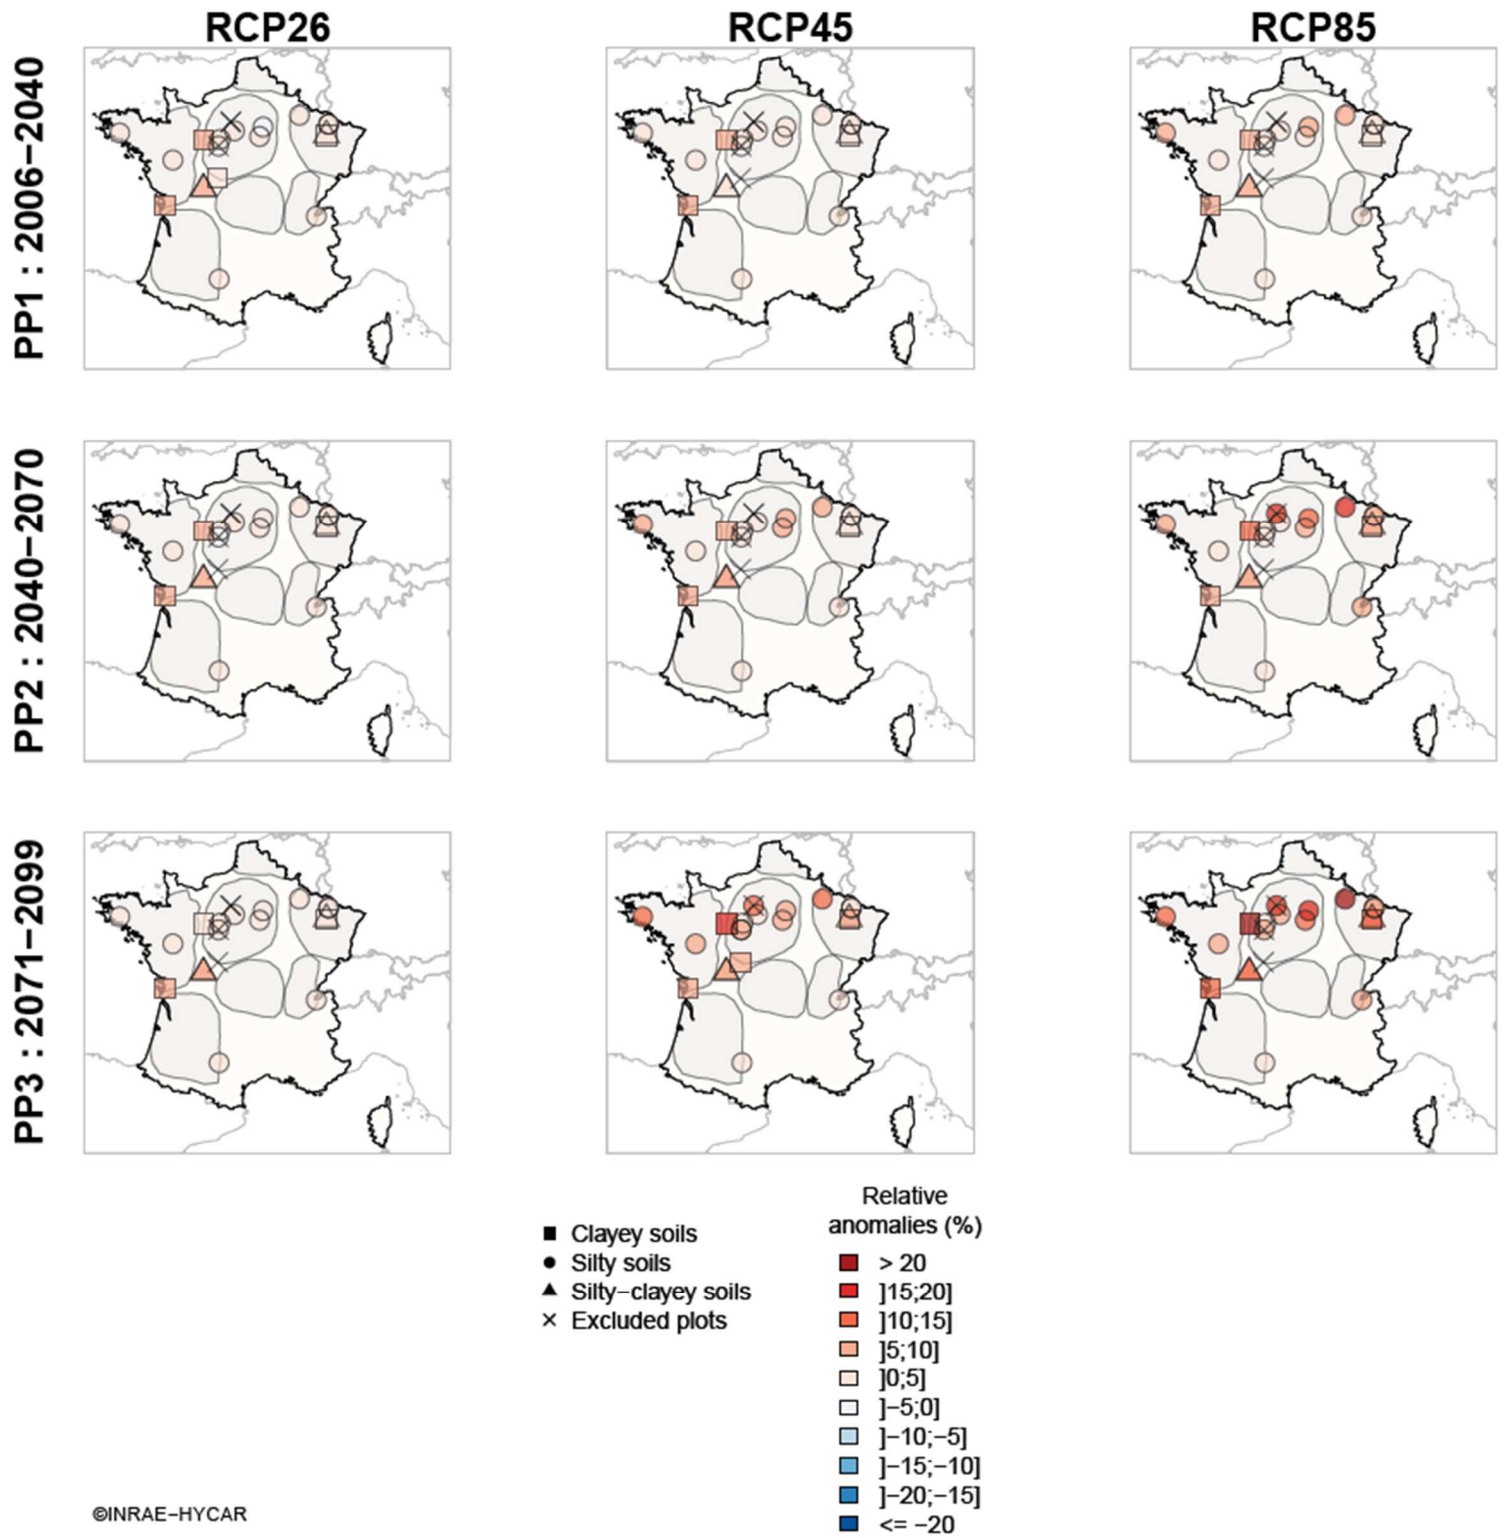 RCP26
RCP45
RCP85
PP1 : 2006−2040
PP2 : 2040−2070
PP3 : 2071−2099
Clayey soils
Silty soils
Silty−clayey soils
Excluded plots
Relative
anomalies (%)
> 20
]15;20]
]10;15]
]5;10]
]0;5]
]−5;0]
]−10;−5]
]−15;−10]
]−20;−15]
<= −20
©INRAE−HYCAR